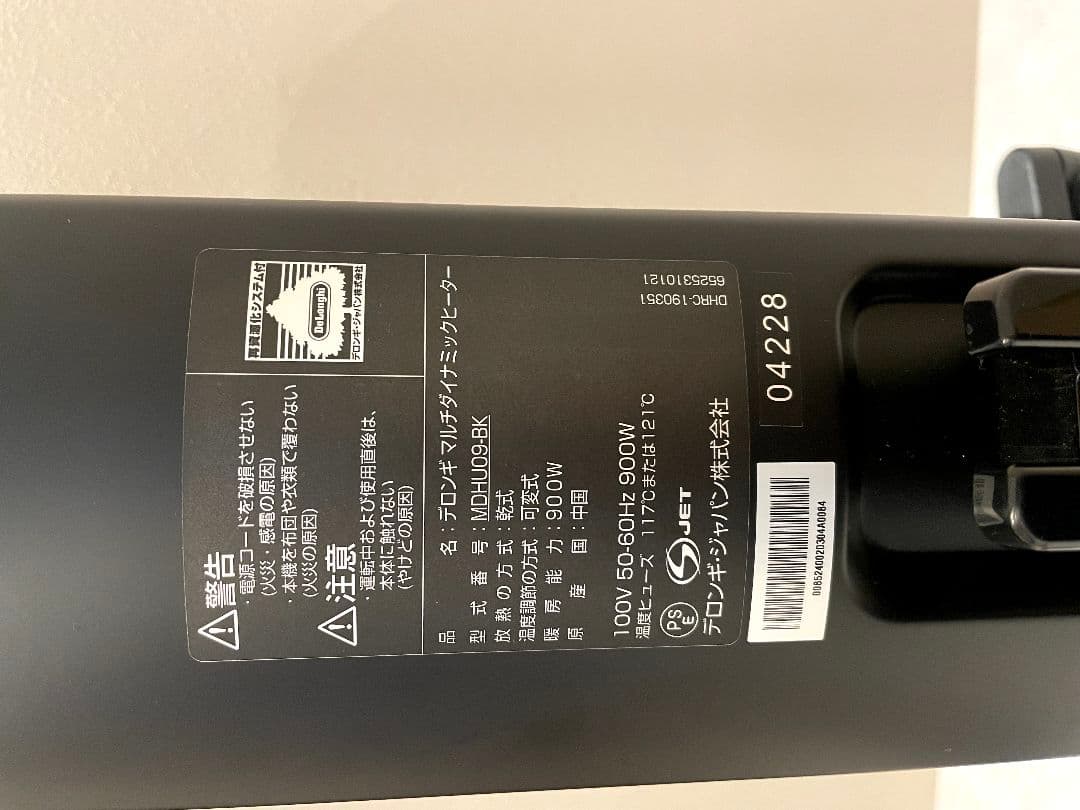 ⚠警告
・電源コードを破損させない
(火災・感電の原因)
・本機を布団や衣類で覆わない
(火災の原因)
⚠注意
・運転中および使用直後は、
本体に触れない
(やけどの原因)
再資源化システム付
DeLonghi
デロンギ・ジャパン株式会社
品名:デロンギ マルチダイナミックヒーター
型式番号:MDHU09-BK
放熱の方式:乾式
温度調節の方式:可変式
暖房能力:900W
原産国:中国
100V 50-60Hz 900W
温度ヒューズ 117℃または121℃
PSE JET
デロンギ・ジャパン株式会社
DHRC-190351
6525310121
04228